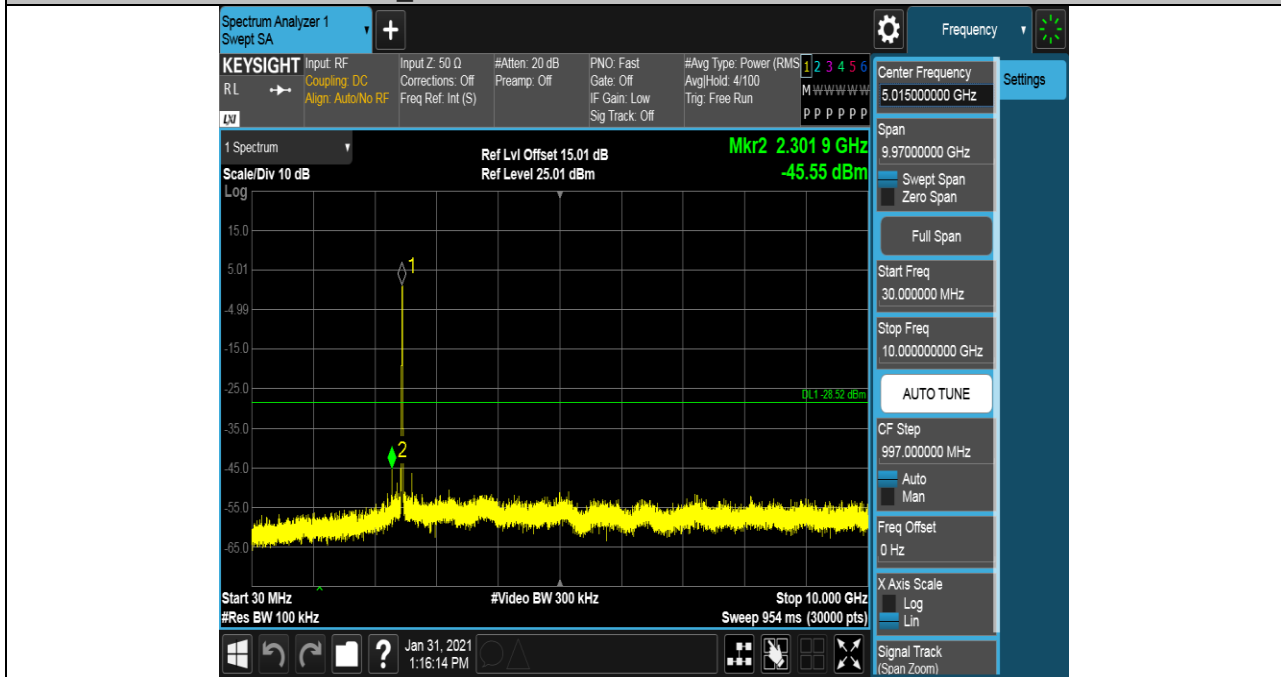 Spectrum Analyzer 1
Swept SA
+
Frequency
KEYSIGHT
RL
LXI
Input: RF
Coupling: DC
Align: Auto/No RF
Input Z: 50 Ω
Corrections: Off
Freq Ref: Int (S)
#Atten: 20 dB
Preamp: Off
PNO: Fast
Gate: Off
IF Gain: Low
Sig Track: Off
#Avg Type: Power (RMS
Avg|Hold: 4/100
Trig: Free Run
1 2 3 4 5 6
M W W W W W
P P P P P P
1 Spectrum
Scale/Div 10 dB
Ref Lvl Offset 15.01 dB
Ref Level 25.01 dBm
Mkr2 2.301 9 GHz
-45.55 dBm
Log
15.0
5.01
-4.99
-15.0
-25.0
-35.0
-45.0
-55.0
-65.0
1
2
DL1 -28.52 dBm
Start 30 MHz
#Res BW 100 kHz
#Video BW 300 kHz
Stop 10.000 GHz
Sweep 954 ms (30000 pts)
?
Jan 31, 2021
1:16:14 PM
Center Frequency
5.015000000 GHz
Span
9.97000000 GHz
Swept Span
Zero Span
Full Span
Start Freq
30.000000 MHz
Stop Freq
10.000000000 GHz
AUTO TUNE
CF Step
997.000000 MHz
Auto
Man
Freq Offset
0 Hz
X Axis Scale
Log
Lin
Signal Track
(Span Zoom)
Settings